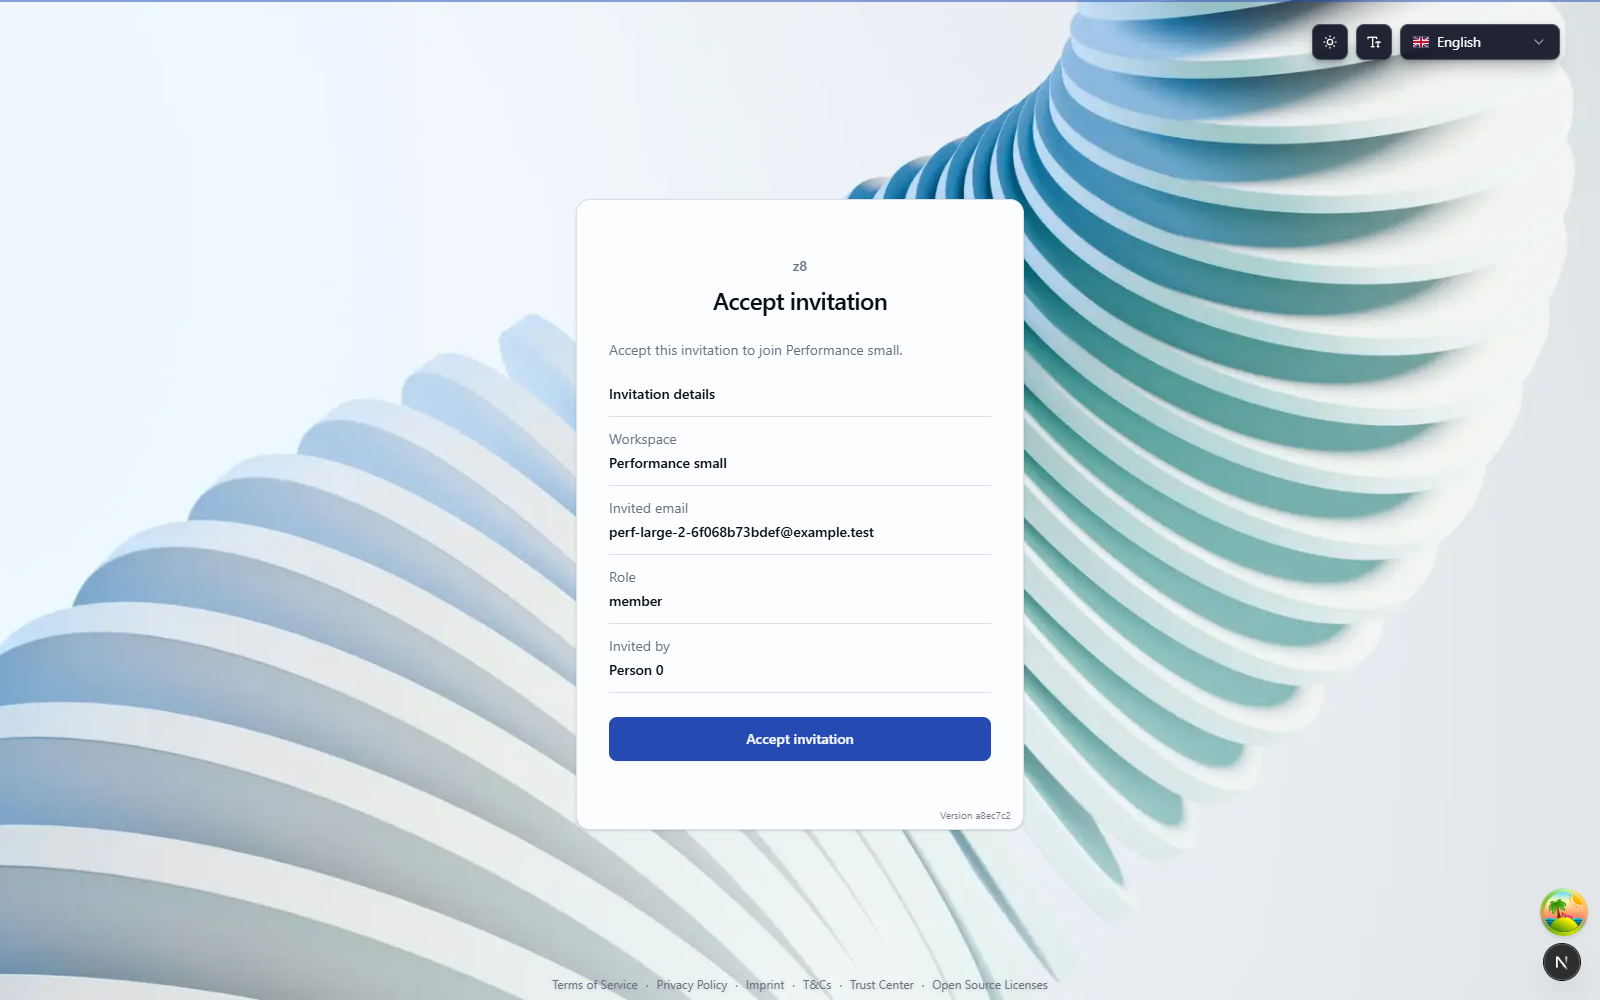 English
z8
Accept invitation
Accept this invitation to join Performance small.
Invitation details
Workspace
Performance small
Invited email
perf-large-2-6f068b73bdef@example.test
Role
member
Invited by
Person 0
Accept invitation
Version a8ec7c2
Terms of Service · Privacy Policy · Imprint · T&Cs · Trust Center · Open Source Licenses